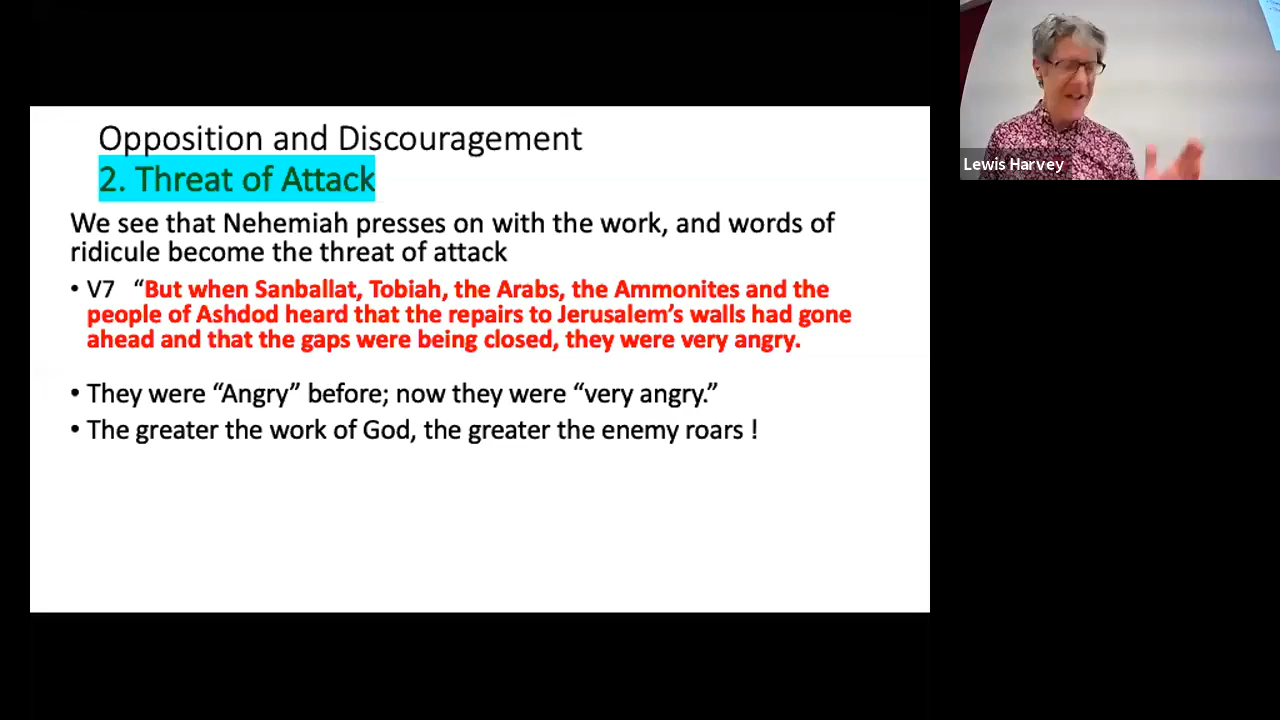 Opposition and Discouragement
2. Threat of Attack
We see that Nehemiah presses on with the work, and words of
ridicule become the threat of attack
• V7 “But when Sanballat, Tobiah, the Arabs, the Ammonites and the
people of Ashdod heard that the repairs to Jerusalem’s walls had gone
ahead and that the gaps were being closed, they were very angry.
• They were “Angry” before; now they were “very angry.”
• The greater the work of God, the greater the enemy roars !
Lewis Harvey